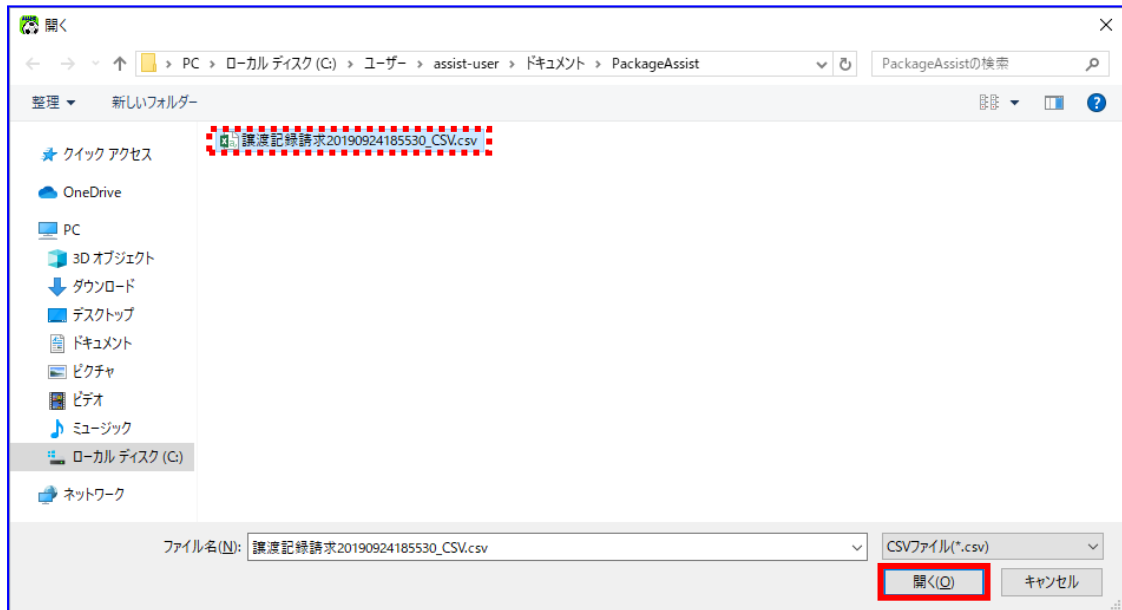 開く
PC › ローカル ディスク (C:) › ユーザー › assist-user › ドキュメント › PackageAssist
PackageAssistの検索
整理
新しいフォルダー
譲渡記録請求20190924185530_CSV.csv
クイック アクセス
OneDrive
PC
3D オブジェクト
ダウンロード
デスクトップ
ドキュメント
ピクチャ
ビデオ
ミュージック
ローカル ディスク (C:)
ネットワーク
ファイル名(N): 譲渡記録請求20190924185530_CSV.csv
CSVファイル(*.csv)
開く(O)
キャンセル